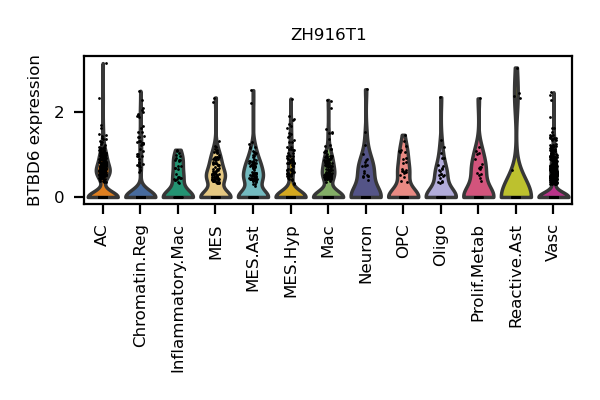 ZH916T1
BTBD6 expression
2
0
AC
Chromatin.Reg
Inflammatory.Mac
MES
MES.Ast
MES.Hyp
Mac
Neuron
OPC
Oligo
Prolif.Metab
Reactive.Ast
Vasc